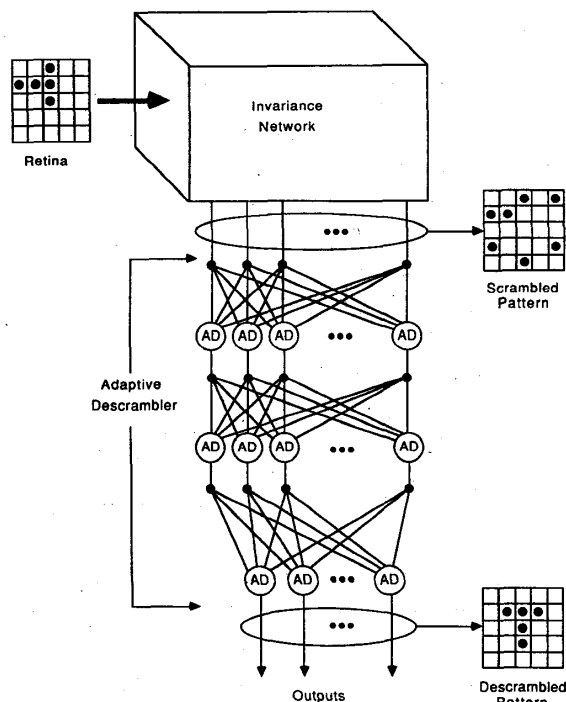 Invariance
Network
Retina
•••
Scrambled
Pattern
AD AD AD ••• AD
Adaptive
Descrambler
AD AD AD ••• AD
AD AD ••• AD
•••
Outputs
Descrambled
Pattern